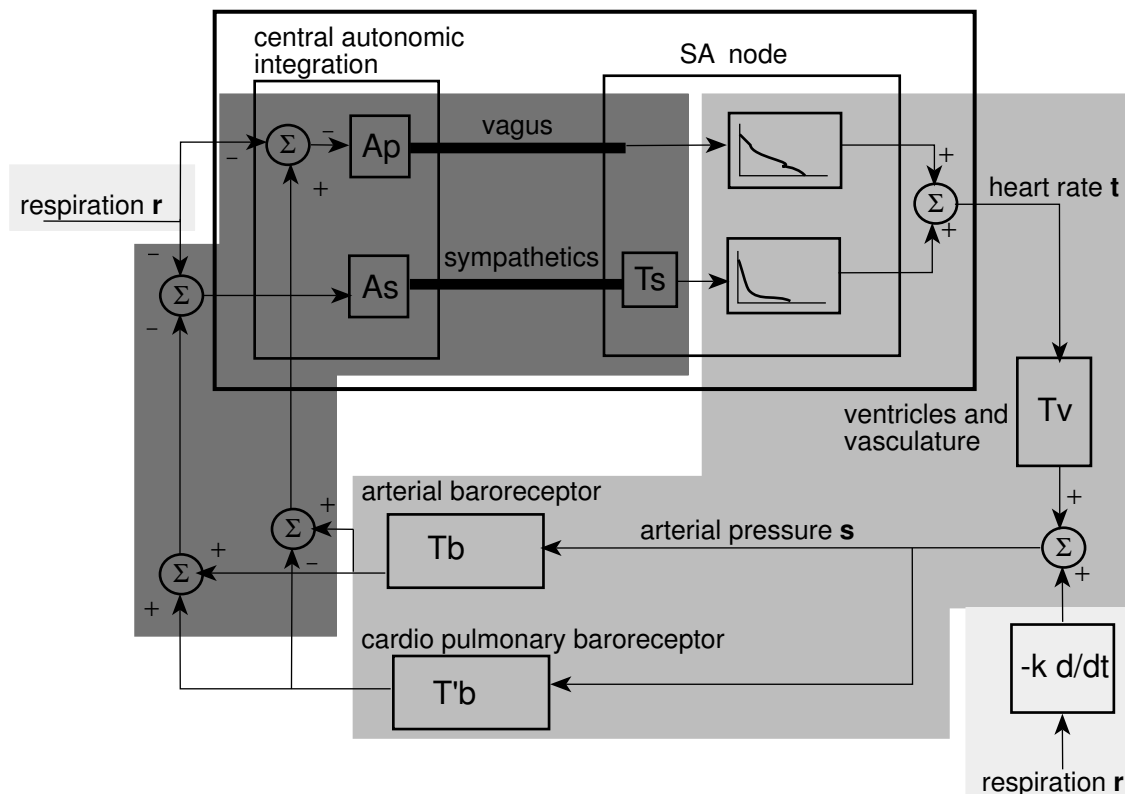 central autonomic
integration
SA node
Σ
−
−
+
Ap
vagus
+
+
Σ
heart rate t
respiration r
−
−
Σ
As
sympathetics
Ts
Tv
ventricles and
vasculature
arterial baroreceptor
+
+
−
Σ
Tb
arterial pressure s
+
+
Σ
+
+
Σ
cardio pulmonary baroreceptor
T'b
-k d/dt
respiration r